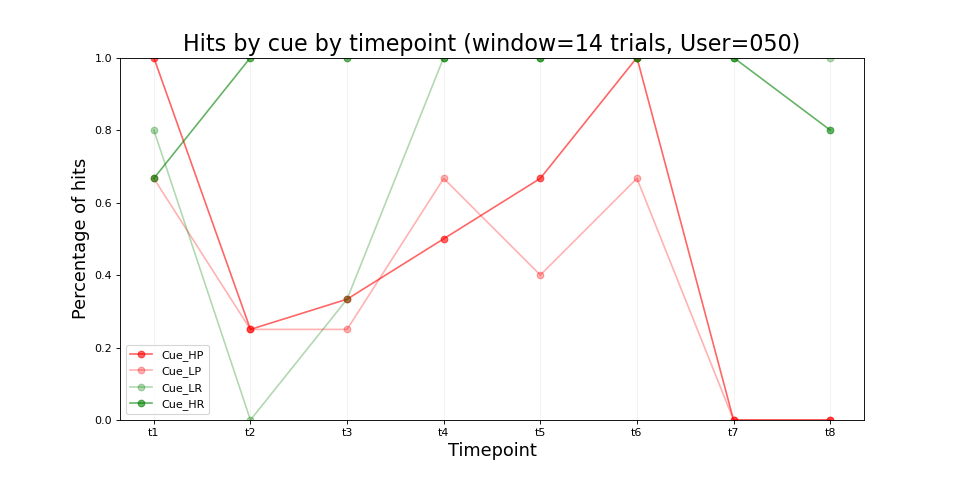 Hits by cue by timepoint (window=14 trials, User=050)
1.0
0.8
0.6
0.4
0.2
0.0
Percentage of hits
Cue_HP
Cue_LP
Cue_LR
Cue_HR
t1 t2 t3 t4 t5 t6 t7 t8
Timepoint